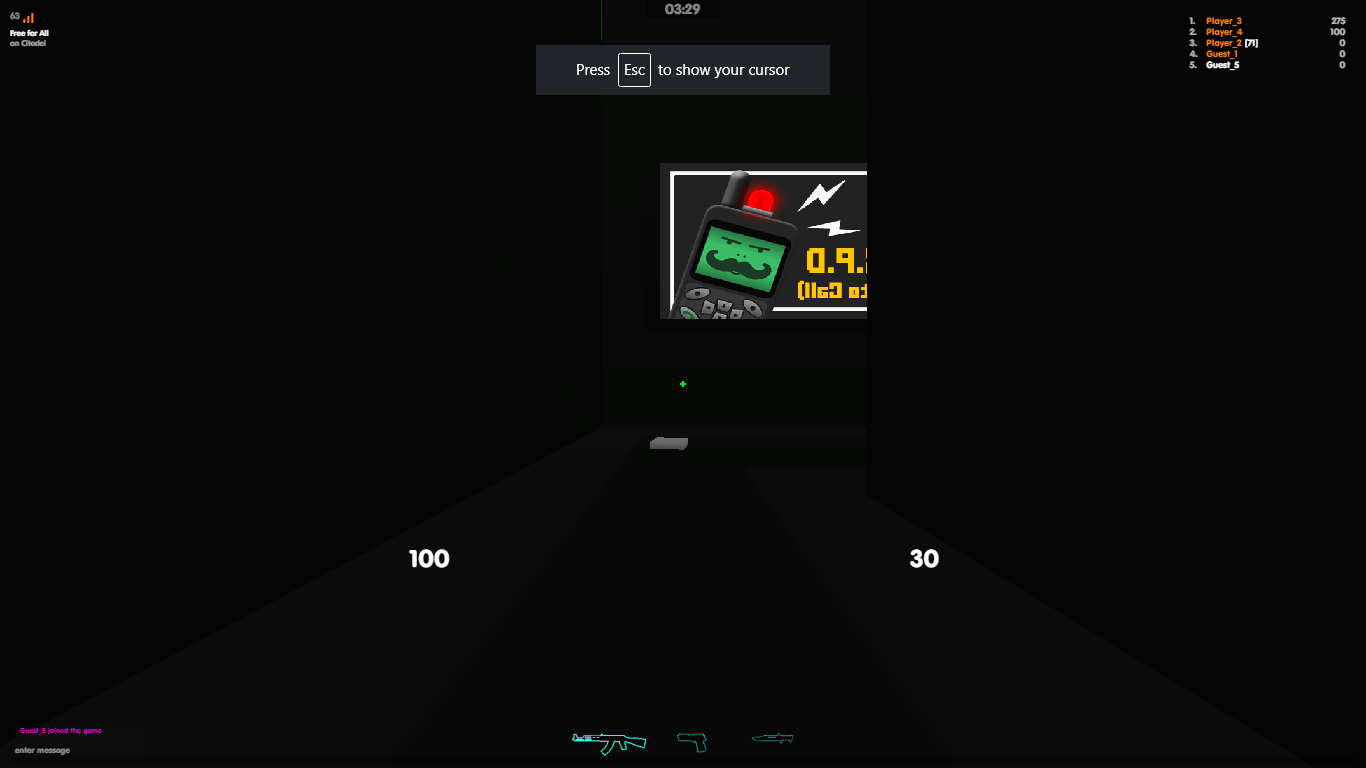 63
Free for All
on Citadel
03:29
Press Esc to show your cursor
1. Player_3 275
2. Player_4 100
3. Player_2 [71] 0
4. Guest_1 0
5. Guest_5 0
0.9.
100
30
Guest_5 joined the game
enter message